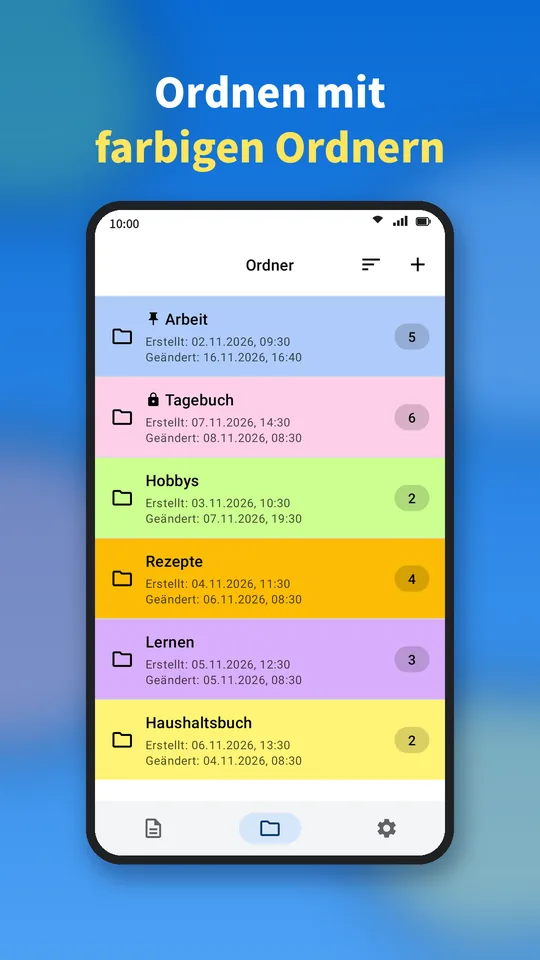 Ordnen mit
farbigen Ordnern
10:00
Ordner
Arbeit
Erstellt: 02.11.2026, 09:30
Geändert: 16.11.2026, 16:40
5
Tagebuch
Erstellt: 07.11.2026, 14:30
Geändert: 08.11.2026, 08:30
6
Hobbys
Erstellt: 03.11.2026, 10:30
Geändert: 07.11.2026, 19:30
2
Rezepte
Erstellt: 04.11.2026, 11:30
Geändert: 06.11.2026, 08:30
4
Lernen
Erstellt: 05.11.2026, 12:30
Geändert: 05.11.2026, 08:30
3
Haushaltsbuch
Erstellt: 06.11.2026, 13:30
Geändert: 04.11.2026, 08:30
2